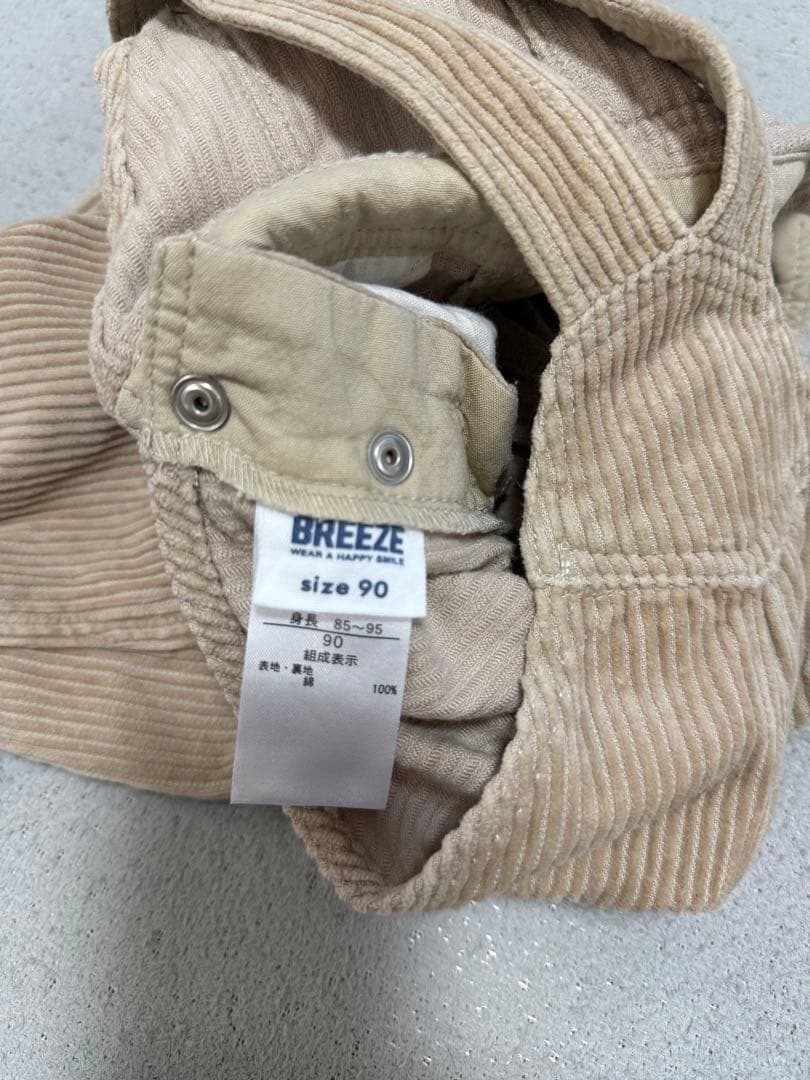 BREEZE
WEAR A HAPPY SMILE
size 90
身長 85～95
90
組成表示
表地・裏地
綿 100%